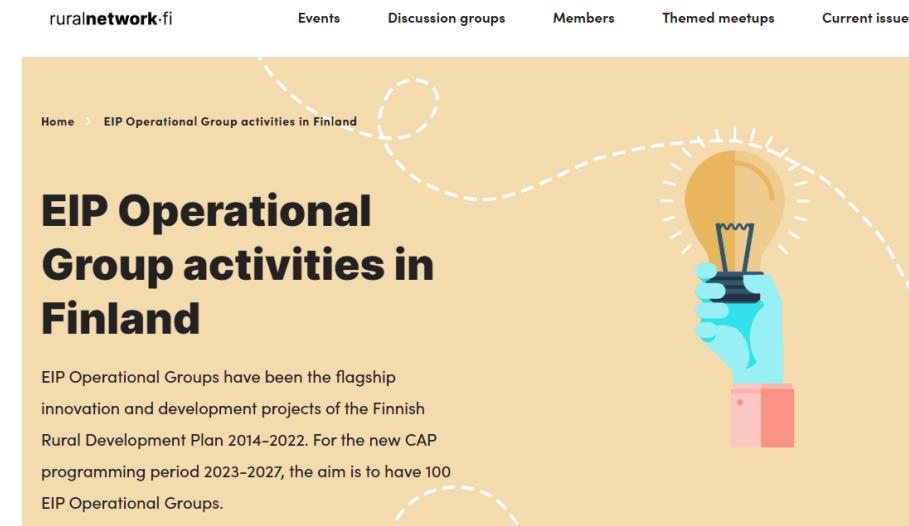 ruralnetwork·fi
Events
Discussion groups
Members
Themed meetups
Current issue
Home > EIP Operational Group activities in Finland
EIP Operational
Group activities in
Finland
EIP Operational Groups have been the flagship
innovation and development projects of the Finnish
Rural Development Plan 2014-2022. For the new CAP
programming period 2023-2027, the aim is to have 100
EIP Operational Groups.